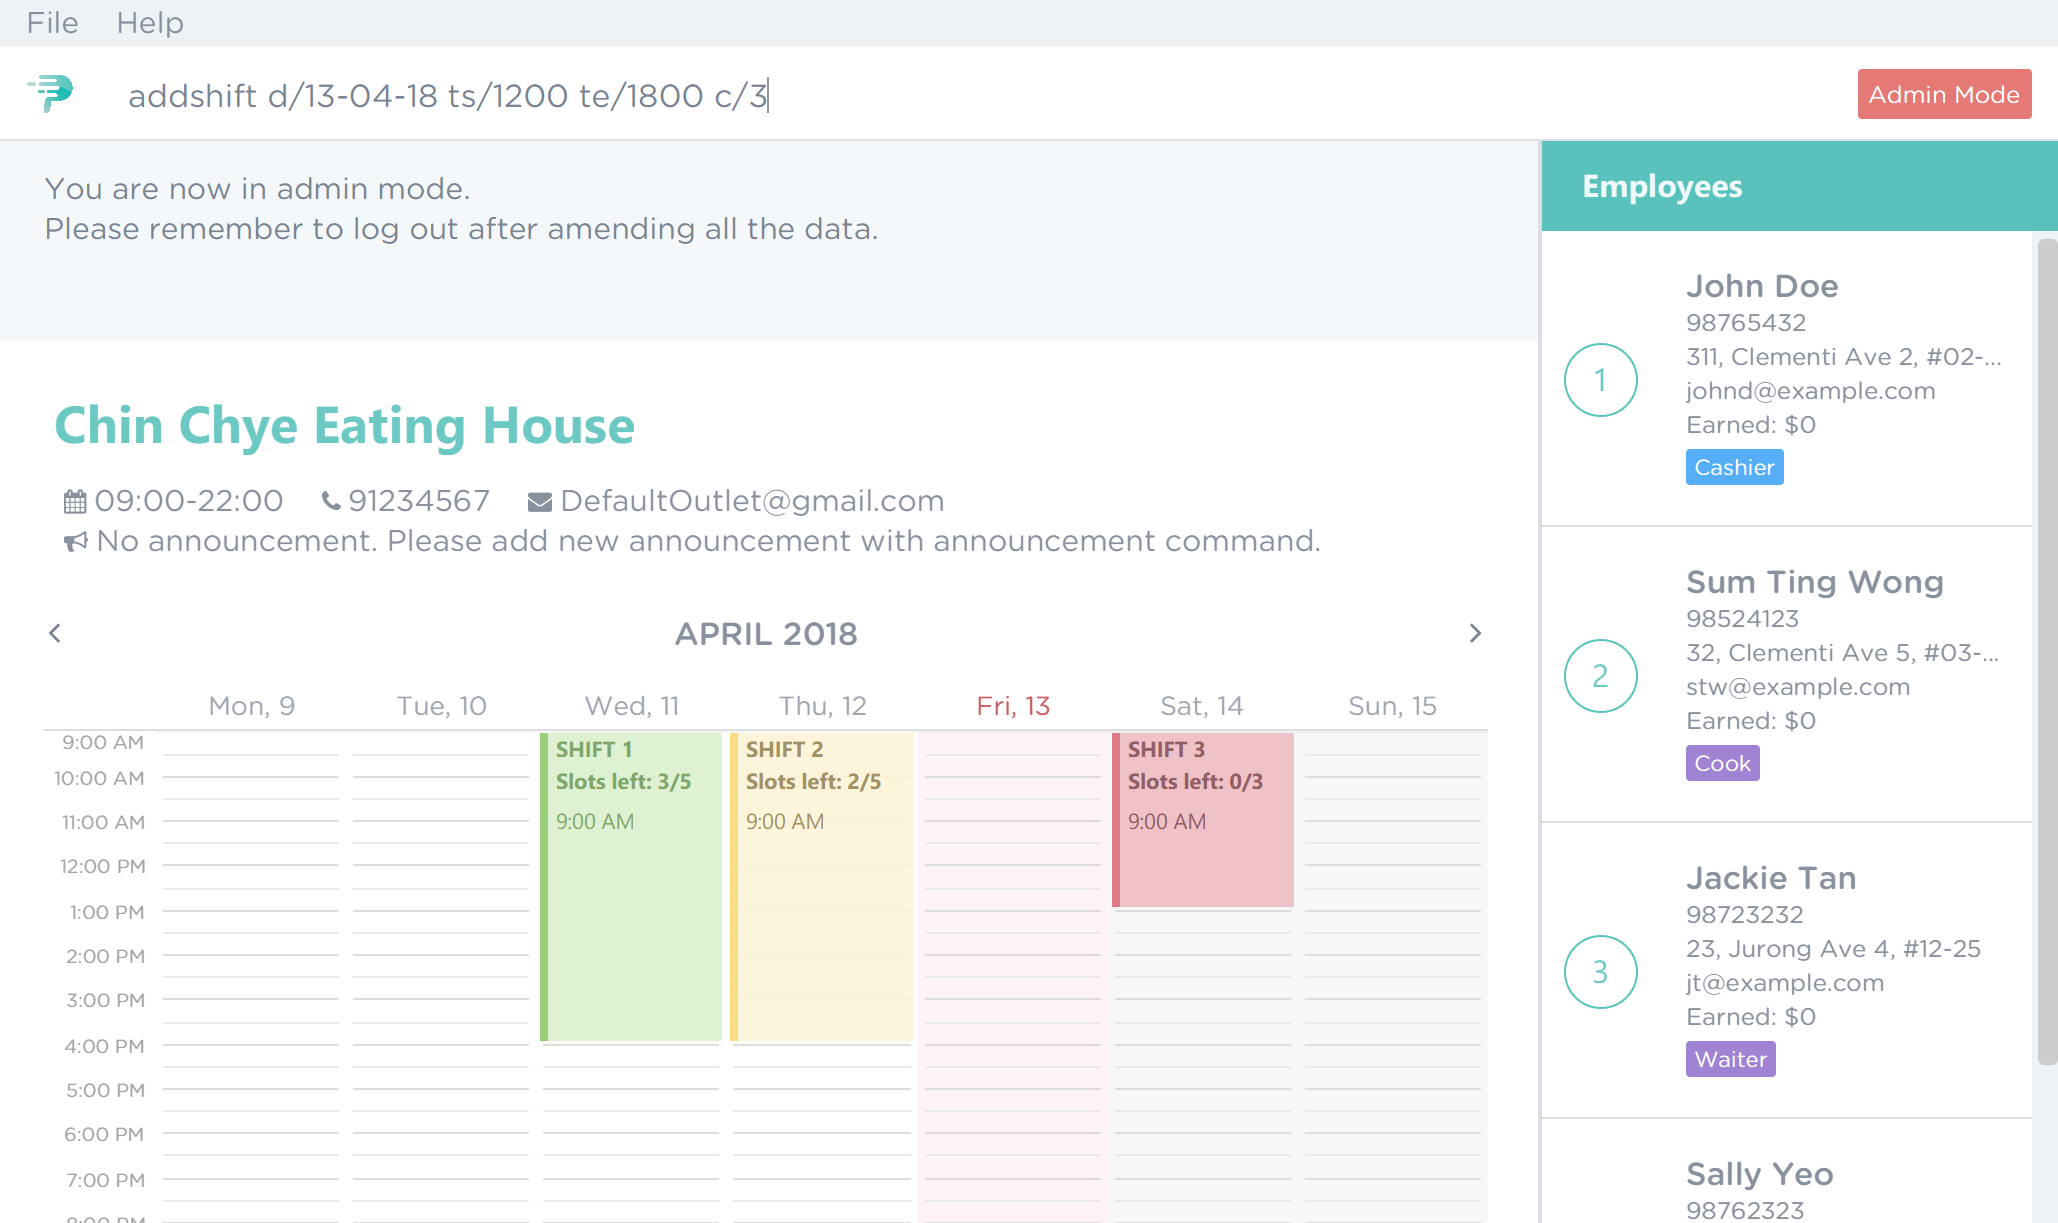 File Help
addshift d/13-04-18 ts/1200 te/1800 c/3
Admin Mode
You are now in admin mode.
Please remember to log out after amending all the data.
Chin Chye Eating House
09:00-22:00 91234567 DefaultOutlet@gmail.com
No announcement. Please add new announcement with announcement command.
APRIL 2018
Mon, 9 Tue, 10 Wed, 11 Thu, 12 Fri, 13 Sat, 14 Sun, 15
9:00 AM
10:00 AM
11:00 AM
12:00 PM
1:00 PM
2:00 PM
3:00 PM
4:00 PM
5:00 PM
6:00 PM
7:00 PM
8:00 PM
SHIFT 1
Slots left: 3/5
9:00 AM
SHIFT 2
Slots left: 2/5
9:00 AM
SHIFT 3
Slots left: 0/3
9:00 AM
Employees
1
John Doe
98765432
311, Clementi Ave 2, #02-...
johnd@example.com
Earned: $0
Cashier
2
Sum Ting Wong
98524123
32, Clementi Ave 5, #03-...
stw@example.com
Earned: $0
Cook
3
Jackie Tan
98723232
23, Jurong Ave 4, #12-25
jt@example.com
Earned: $0
Waiter
Sally Yeo
98762323